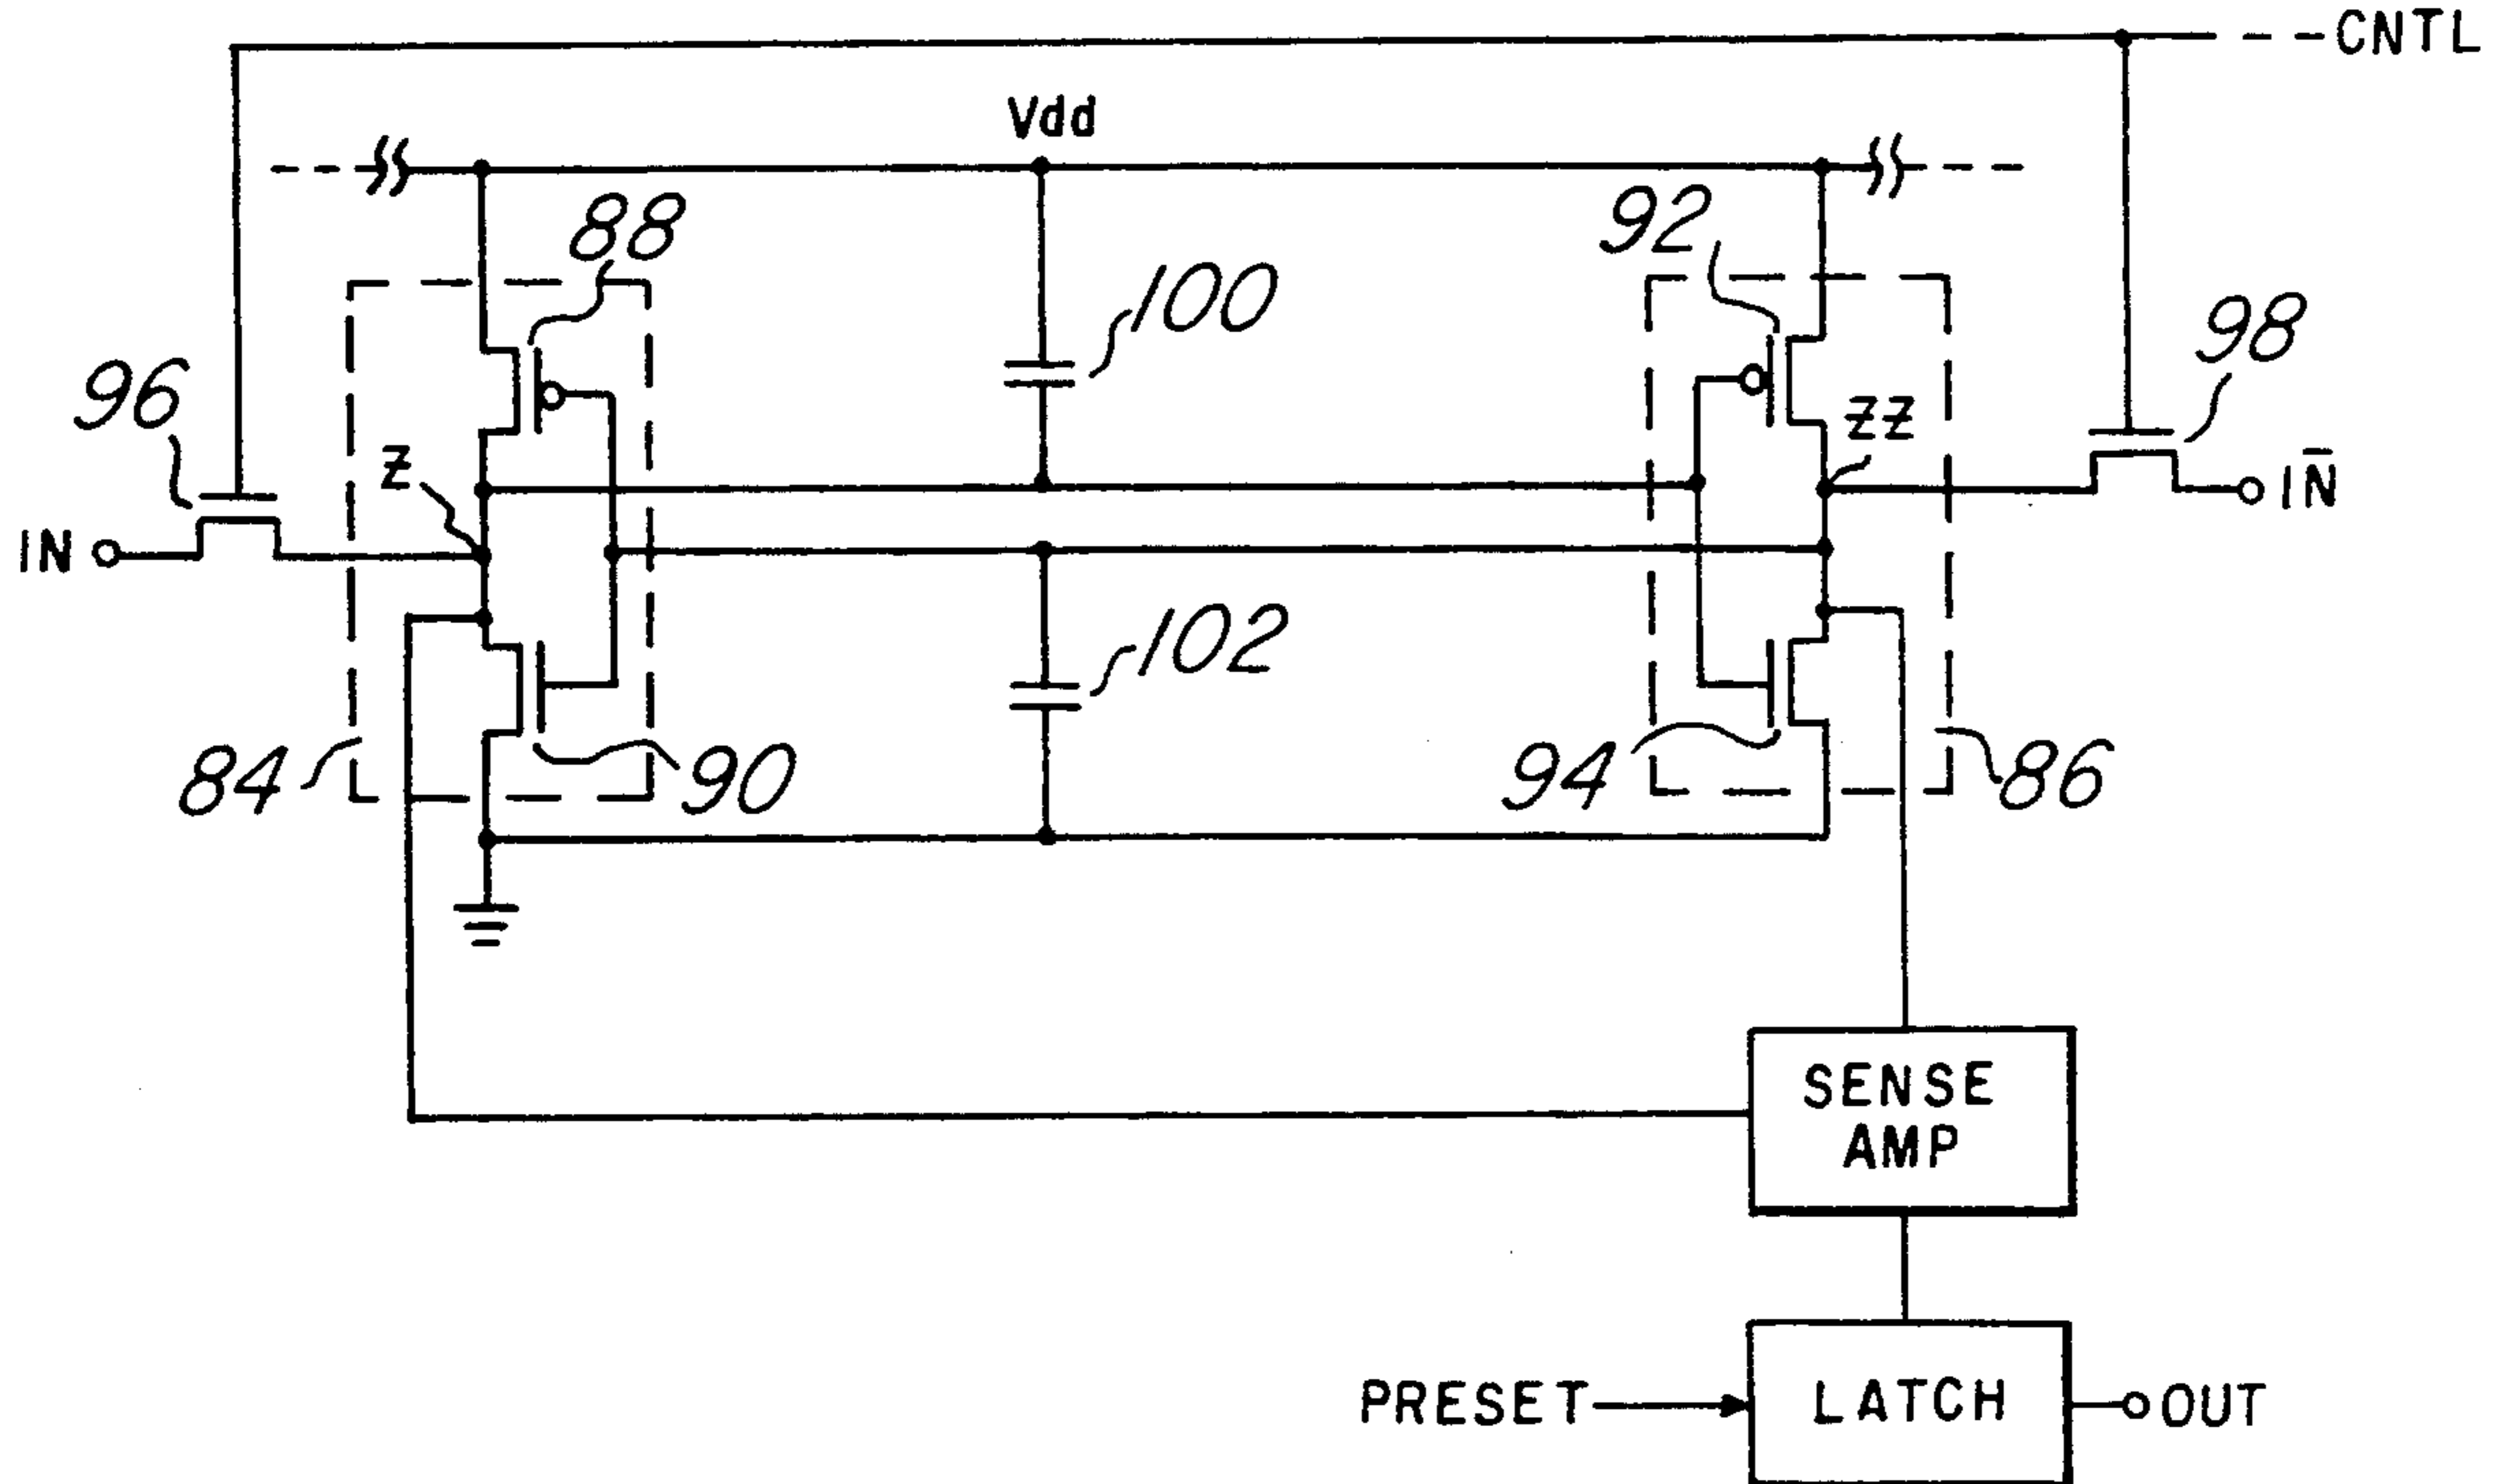 CNTL
Vdd
88
92
100
98
96
Z
ZZ
IN
IN̄
102
84
90
94
86
SENSE
AMP
PRESET
LATCH
OUT